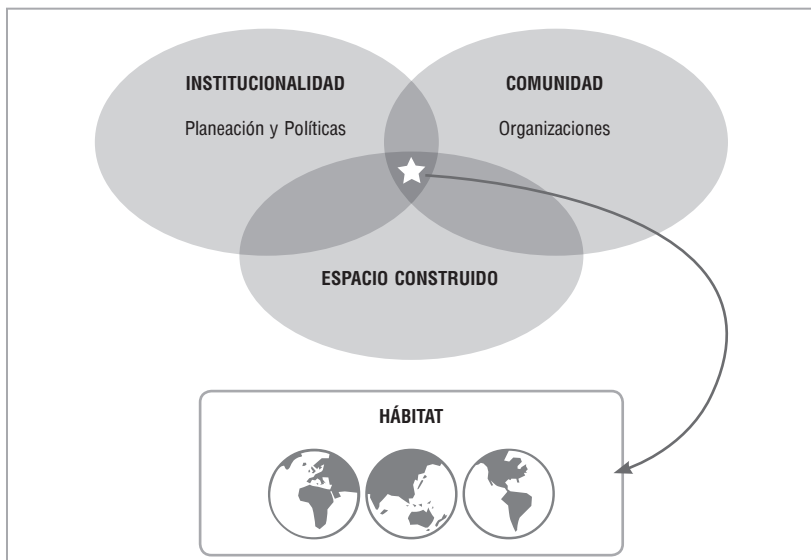 INSTITUCIONALIDAD
Planeación y Políticas
COMUNIDAD
Organizaciones
ESPACIO CONSTRUIDO
HÁBITAT